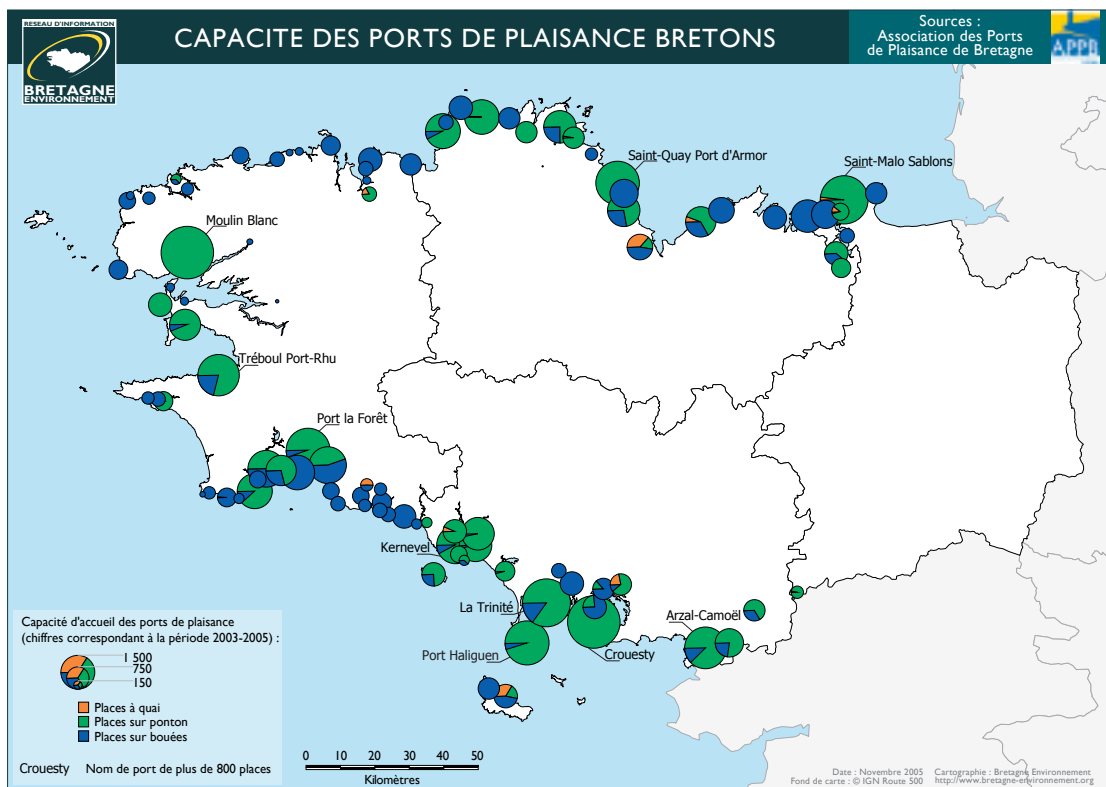 RESEAU D'INFORMATION
BRETAGNE
ENVIRONNEMENT
CAPACITE DES PORTS DE PLAISANCE BRETONS
Sources :
Association des Ports
de Plaisance de Bretagne
APPB
Saint-Quay Port d'Armor
Saint-Malo Sablons
Moulin Blanc
Tréboul Port-Rhu
Port la Forêt
Kernevel
La Trinité
Arzal-Camoël
Port Haliguen
Crouesty
Capacité d'accueil des ports de plaisance
(chiffres correspondant à la période 2003-2005) :
1 500
750
150
Places à quai
Places sur ponton
Places sur bouées
Crouesty Nom de port de plus de 800 places
0 10 20 30 40 50
Kilomètres
Date : Novembre 2005 Cartographie : Bretagne Environnement
Fond de carte : © IGN Route 500 http://www.bretagne-environnement.org